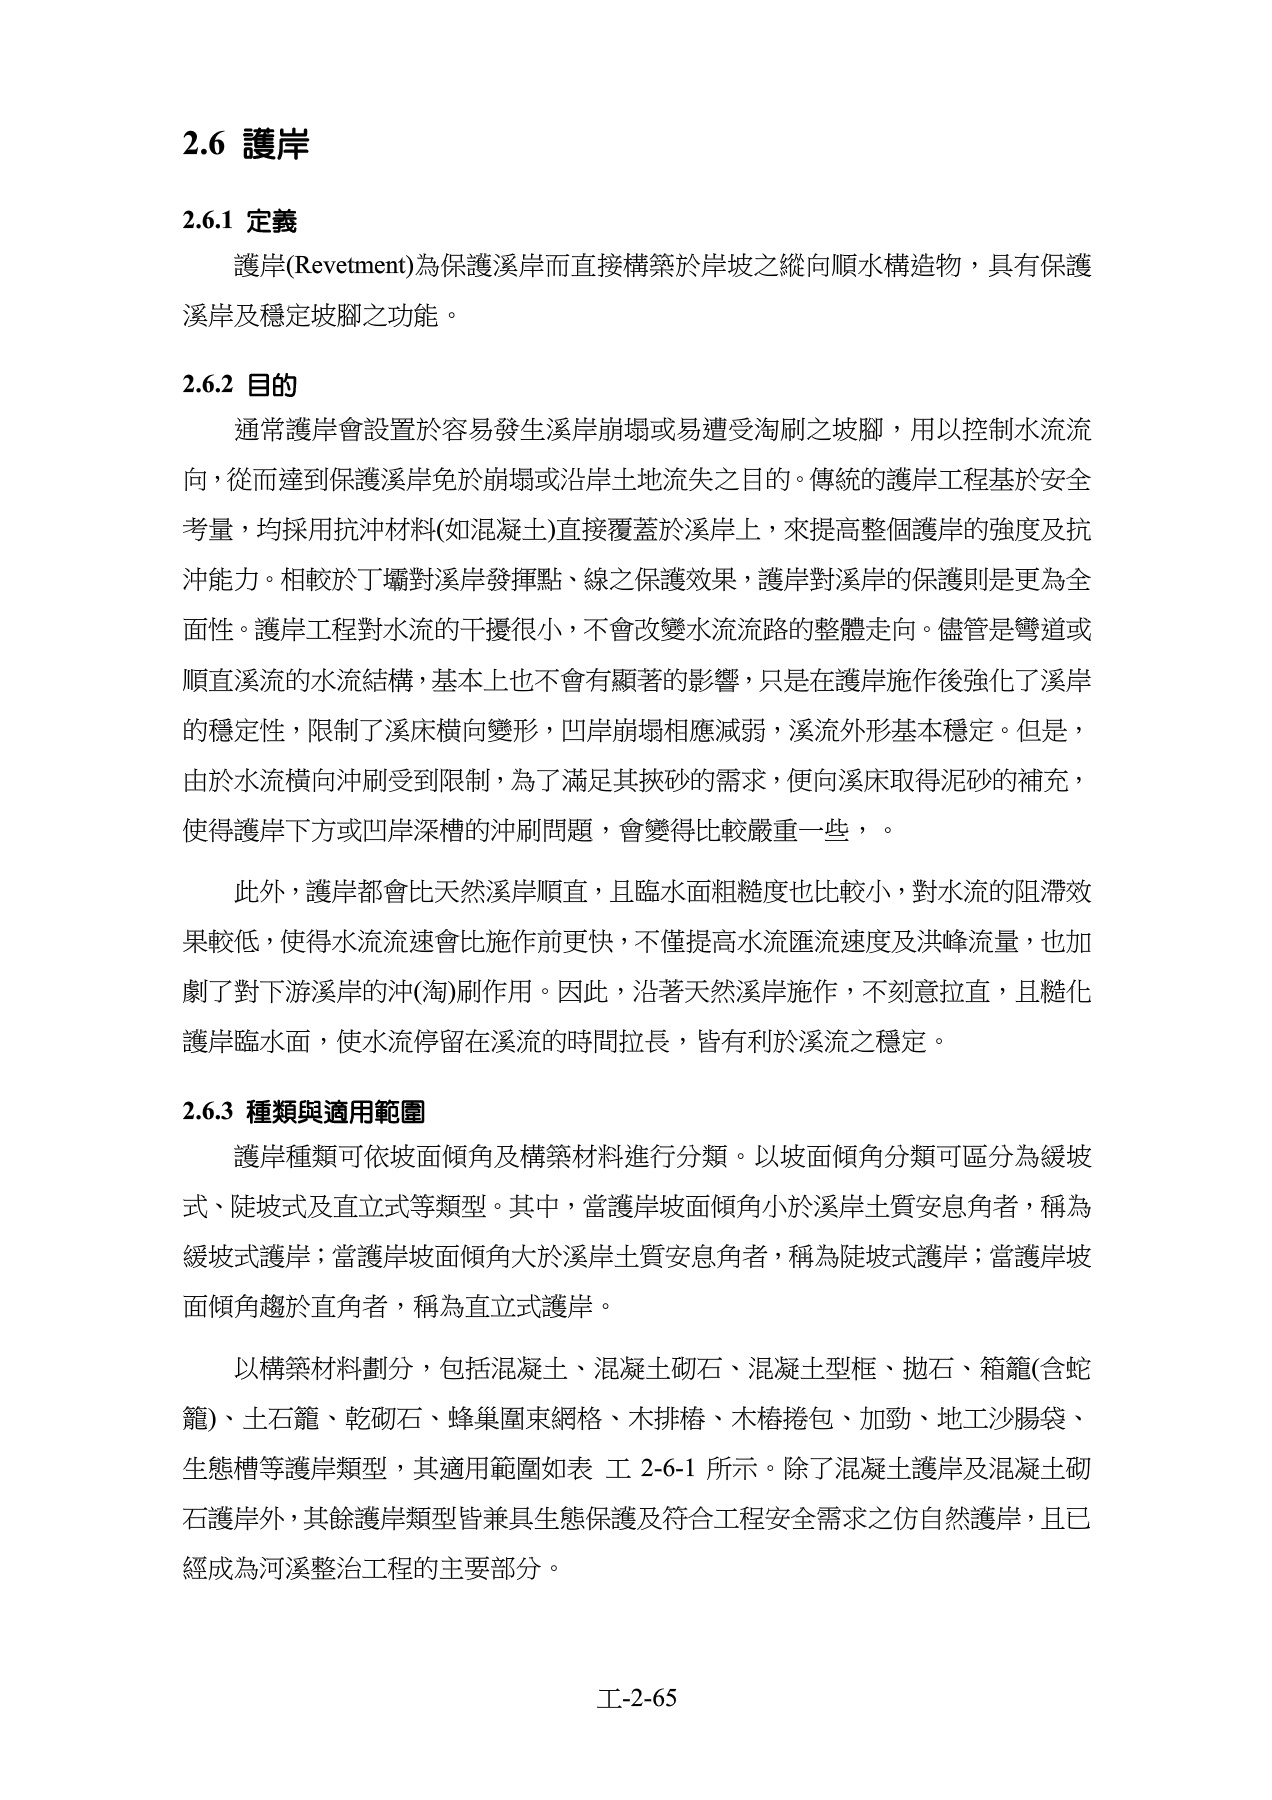 2.6 護岸
2.6.1 定義
護岸(Revetment)為保護溪岸而直接構築於岸坡之縱向順水構造物，具有保護
溪岸及穩定坡腳之功能。
2.6.2 目的
通常護岸會設置於容易發生溪岸崩塌或易遭受淘刷之坡腳，用以控制水流流
向，從而達到保護溪岸免於崩塌或沿岸土地流失之目的。傳統的護岸工程基於安全
考量，均採用抗沖材料(如混凝土)直接覆蓋於溪岸上，來提高整個護岸的強度及抗
沖能力。相較於丁壩對溪岸發揮點、線之保護效果，護岸對溪岸的保護則是更為全
面性。護岸工程對水流的干擾很小，不會改變水流流路的整體走向。儘管是彎道或
順直溪流的水流結構，基本上也不會有顯著的影響，只是在護岸施作後強化了溪岸
的穩定性，限制了溪床橫向變形，凹岸崩塌相應減弱，溪流外形基本穩定。但是，
由於水流橫向沖刷受到限制，為了滿足其挾砂的需求，便向溪床取得泥砂的補充，
使得護岸下方或凹岸深槽的沖刷問題，會變得比較嚴重一些，。
此外，護岸都會比天然溪岸順直，且臨水面粗糙度也比較小，對水流的阻滯效
果較低，使得水流流速會比施作前更快，不僅提高水流匯流速度及洪峰流量，也加
劇了對下游溪岸的沖(淘)刷作用。因此，沿著天然溪岸施作，不刻意拉直，且糙化
護岸臨水面，使水流停留在溪流的時間拉長，皆有利於溪流之穩定。
2.6.3 種類與適用範圍
護岸種類可依坡面傾角及構築材料進行分類。以坡面傾角分類可區分為緩坡
式、陡坡式及直立式等類型。其中，當護岸坡面傾角小於溪岸土質安息角者，稱為
緩坡式護岸；當護岸坡面傾角大於溪岸土質安息角者，稱為陡坡式護岸；當護岸坡
面傾角趨於直角者，稱為直立式護岸。
以構築材料劃分，包括混凝土、混凝土砌石、混凝土型框、拋石、箱籠(含蛇
籠)、土石籠、乾砌石、蜂巢圍束網格、木排樁、木樁捲包、加勁、地工沙腸袋、
生態槽等護岸類型，其適用範圍如表 工 2-6-1 所示。除了混凝土護岸及混凝土砌
石護岸外，其餘護岸類型皆兼具生態保護及符合工程安全需求之仿自然護岸，且已
經成為河溪整治工程的主要部分。
工-2-65